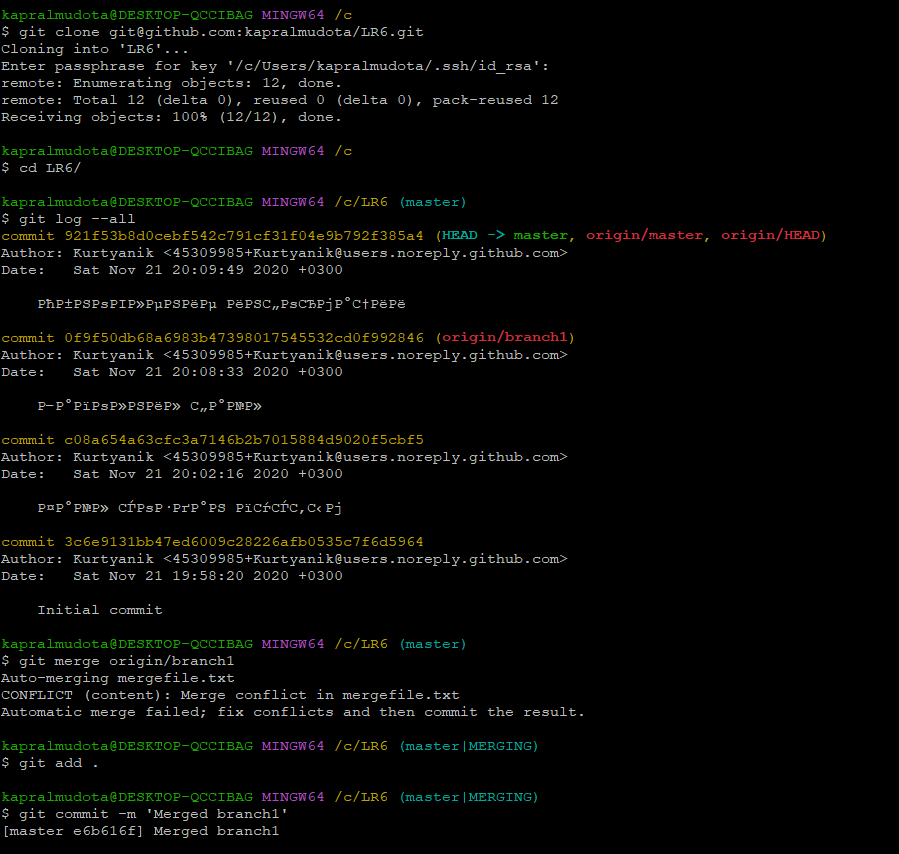 kapralmudota@DESKTOP-QCCIBAG MINGW64 /c
$ git clone git@github.com:kapralmudota/LR6.git
Cloning into 'LR6'...
Enter passphrase for key '/c/Users/kapralmudota/.ssh/id_rsa':
remote: Enumerating objects: 12, done.
remote: Total 12 (delta 0), reused 0 (delta 0), pack-reused 12
Receiving objects: 100% (12/12), done.
kapralmudota@DESKTOP-QCCIBAG MINGW64 /c
$ cd LR6/
kapralmudota@DESKTOP-QCCIBAG MINGW64 /c/LR6 (master)
$ git log --all
commit 921f53b8d0cebf542c791cf31f04e9b792f385a4 (HEAD -> master, origin/master, origin/HEAD)
Author: Kurtyanik <45309985+Kurtyanik@users.noreply.github.com>
Date:   Sat Nov 21 20:09:49 2020 +0300
РћР±РЅРѕРІР»РµРЅРёРµ РёРЅС„РѕСЂРјР°С†РёРё
commit 0f9f50db68a6983b47398017545532cd0f992846 (origin/branch1)
Author: Kurtyanik <45309985+Kurtyanik@users.noreply.github.com>
Date:   Sat Nov 21 20:08:33 2020 +0300
Р—Р°РїРѕР»РЅРёР» С„Р°Р№Р»
commit c08a654a63cfc3a7146b2b7015884d9020f5cbf5
Author: Kurtyanik <45309985+Kurtyanik@users.noreply.github.com>
Date:   Sat Nov 21 20:02:16 2020 +0300
Р¤Р°Р№Р» СЃРѕР·РґР°РЅ РїСѓСЃС‚С‹Рј
commit 3c6e9131bb47ed6009c28226afb0535c7f6d5964
Author: Kurtyanik <45309985+Kurtyanik@users.noreply.github.com>
Date:   Sat Nov 21 19:58:20 2020 +0300
Initial commit
kapralmudota@DESKTOP-QCCIBAG MINGW64 /c/LR6 (master)
$ git merge origin/branch1
Auto-merging mergefile.txt
CONFLICT (content): Merge conflict in mergefile.txt
Automatic merge failed; fix conflicts and then commit the result.
kapralmudota@DESKTOP-QCCIBAG MINGW64 /c/LR6 (master|MERGING)
$ git add .
kapralmudota@DESKTOP-QCCIBAG MINGW64 /c/LR6 (master|MERGING)
$ git commit -m 'Merged branch1'
[master e6b616f] Merged branch1